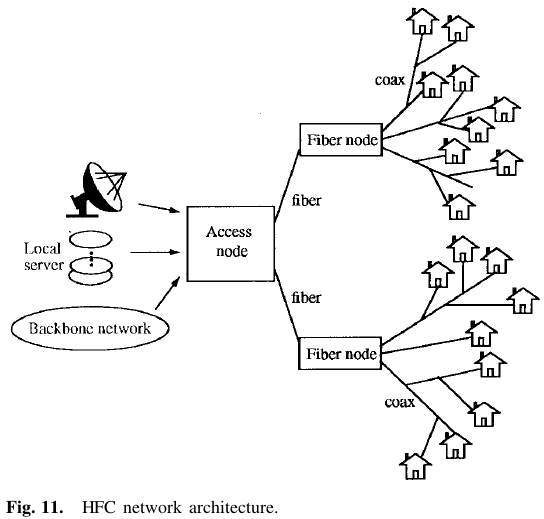 coax
Fiber node
fiber
Access
node
Local
server
fiber
Backbone network
Fiber node
coax
Fig. 11. HFC network architecture.